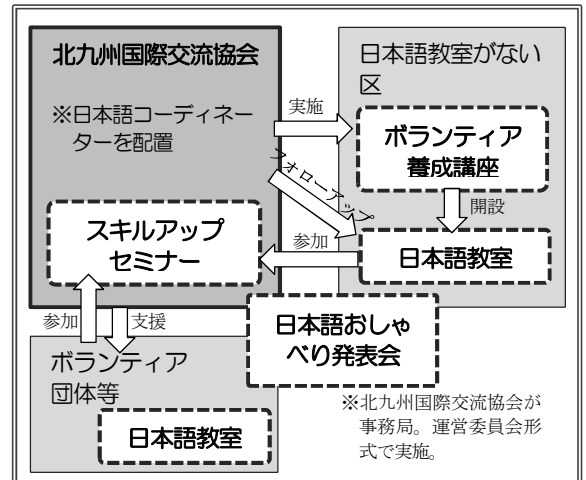 北九州国際交流協会
※日本語コーディネー
ターを配置
スキルアップ
セミナー
実施
フォローアップ
参加
日本語教室がない
区
ボランティア
養成講座
開設
日本語教室
参加
支援
日本語おしゃ
べり発表会
ボランティア
団体等
日本語教室
※北九州国際交流協会が
事務局。運営委員会形
式で実施。